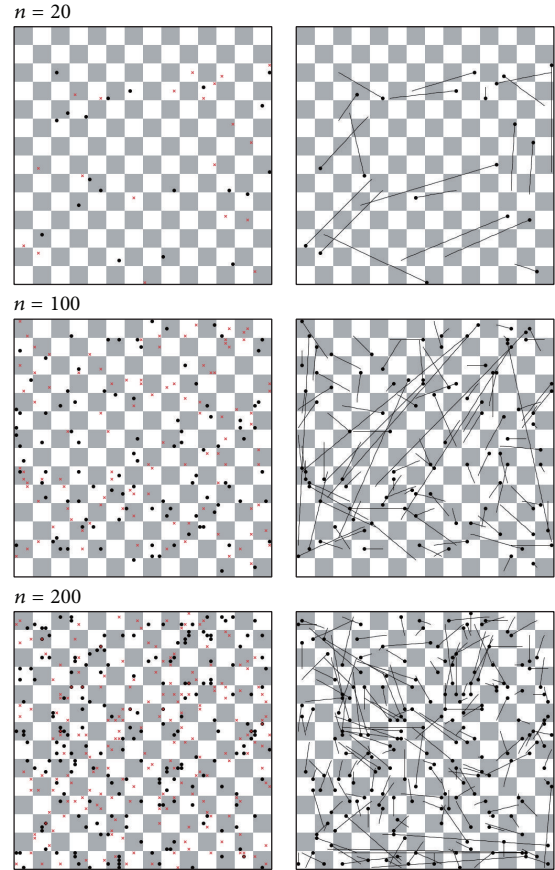 n = 20
n = 100
n = 200